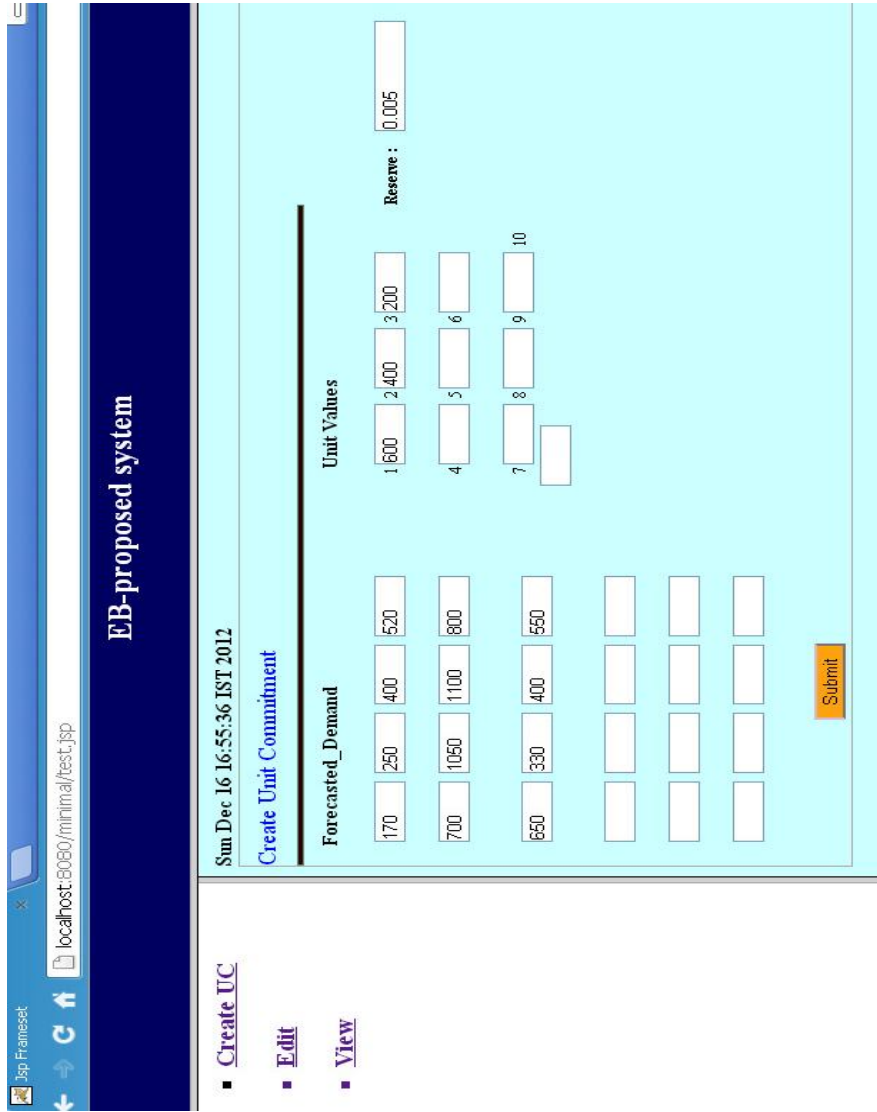 Jsp Frameset
localhost:8080/minimal/test.jsp
EB-proposed system
Create UC
Edit
View
Sun Dec 16 16:55:36 IST 2012
Create Unit Commitment
Forecasted_Demand Unit Values
170 250 400 520 1 600 2 400 3 200 Reserve : 0.005
700 1050 1100 800 4 5 6
650 330 400 550 7 8 9 10
Submit